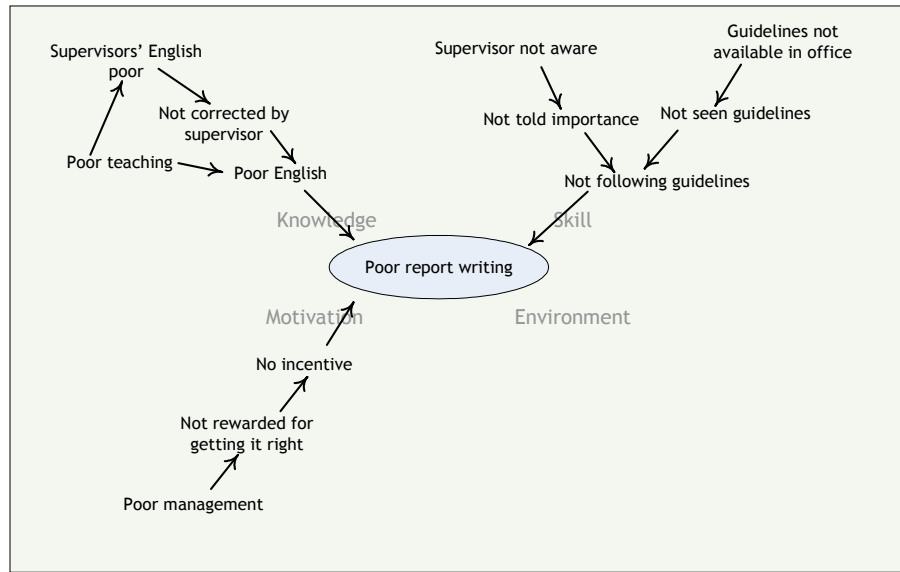 Supervisors' English
poor
Supervisor not aware
Guidelines not
available in office
Not corrected by
supervisor
Not told importance
Not seen guidelines
Poor teaching
Poor English
Not following guidelines
Knowledge
Skill
Poor report writing
Motivation
Environment
No incentive
Not rewarded for
getting it right
Poor management